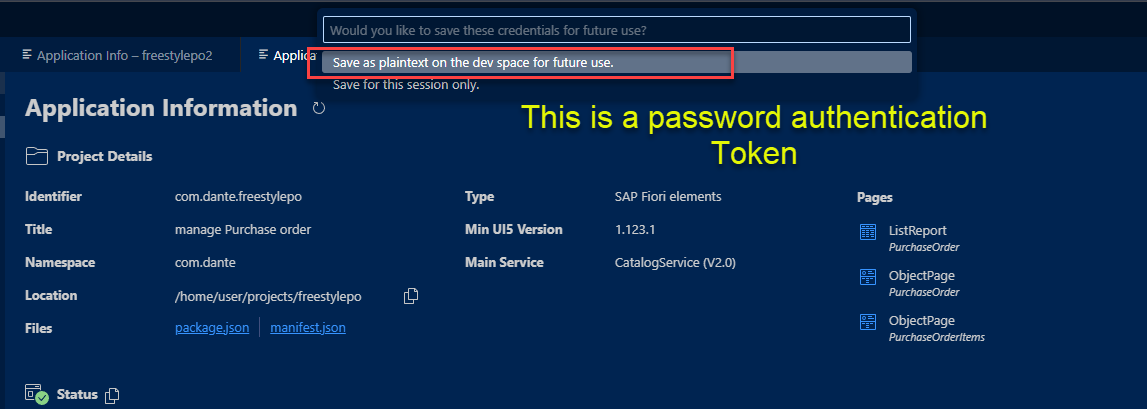 Would you like to save these credentials for future use?
Application Info – freestylepo2
Applica
Save as plaintext on the dev space for future use.
Save for this session only.
Application Information
This is a password authentication
Token
Project Details
Identifier com.dante.freestylepo Type SAP Fiori elements Pages
Title manage Purchase order Min UI5 Version 1.123.1 ListReport
PurchaseOrder
Namespace com.dante Main Service CatalogService (V2.0)
ObjectPage
PurchaseOrder
Location /home/user/projects/freestylepo
Files package.json manifest.json ObjectPage
PurchaseOrderItems
Status